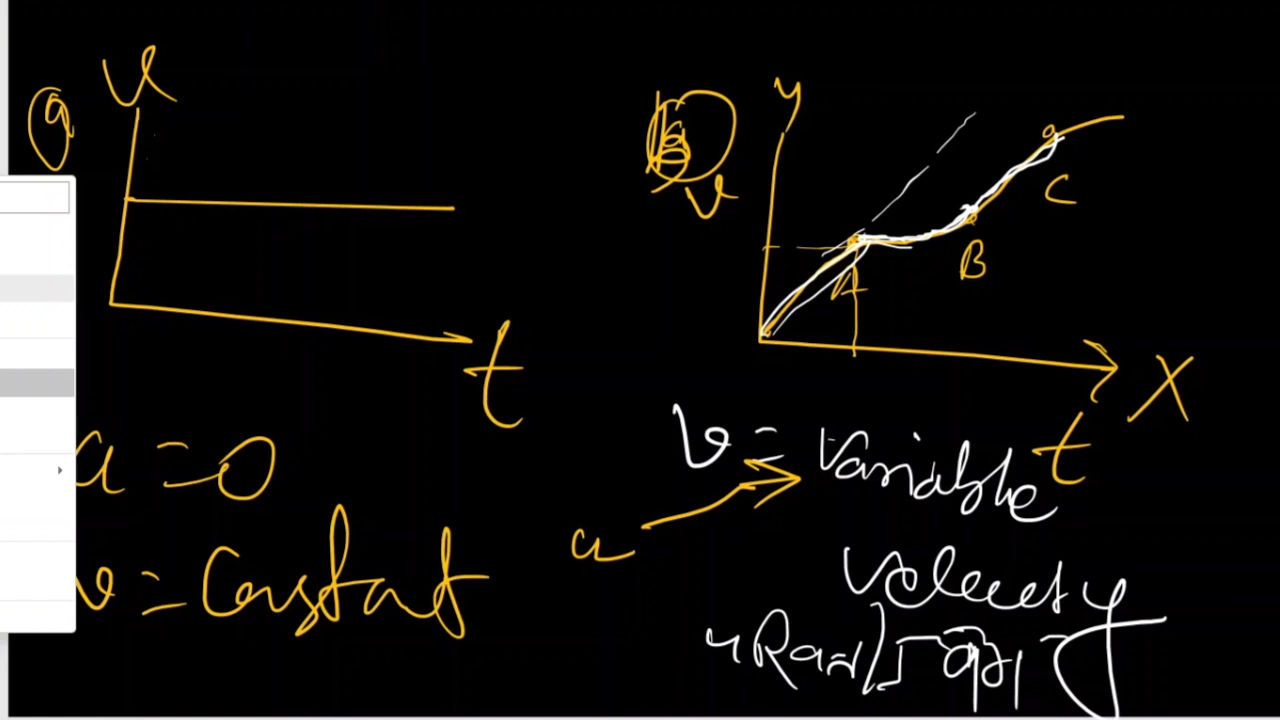 a
v
t
a = 0
v = Constant
b
v
y
A
B
C
X
t
v = Variable
a
Velocity